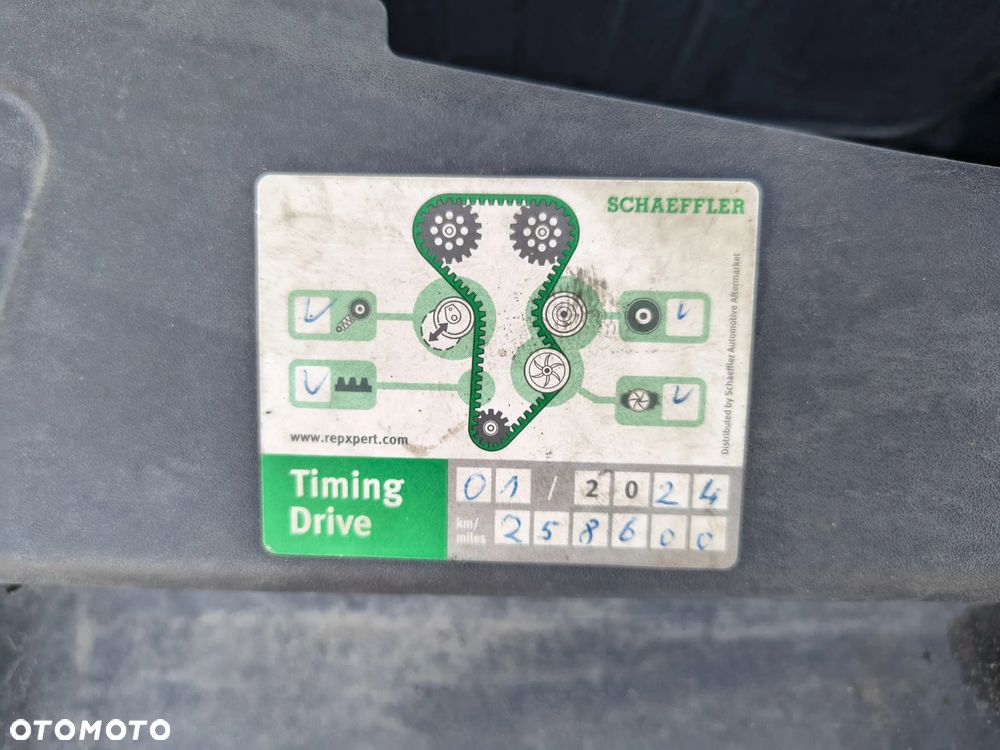 SCHAEFFLER
Distributed by Schaeffler Automotive Aftermarket
www.repxpert.com
Timing
Drive
01 / 2024
km/
miles
258600
OTOMOTO